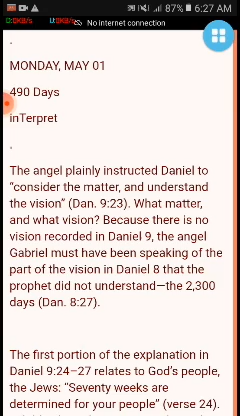 87% 6:27 AM
No internet connection
.
MONDAY, MAY 01
490 Days
inTerpret
.
The angel plainly instructed Daniel to
“consider the matter, and understand
the vision” (Dan. 9:23). What matter,
and what vision? Because there is no
vision recorded in Daniel 9, the angel
Gabriel must have been speaking of the
part of the vision in Daniel 8 that the
prophet did not understand—the 2,300
days (Dan. 8:27).
The first portion of the explanation in
Daniel 9:24–27 relates to God’s people,
the Jews: “Seventy weeks are
determined for your people” (verse 24).